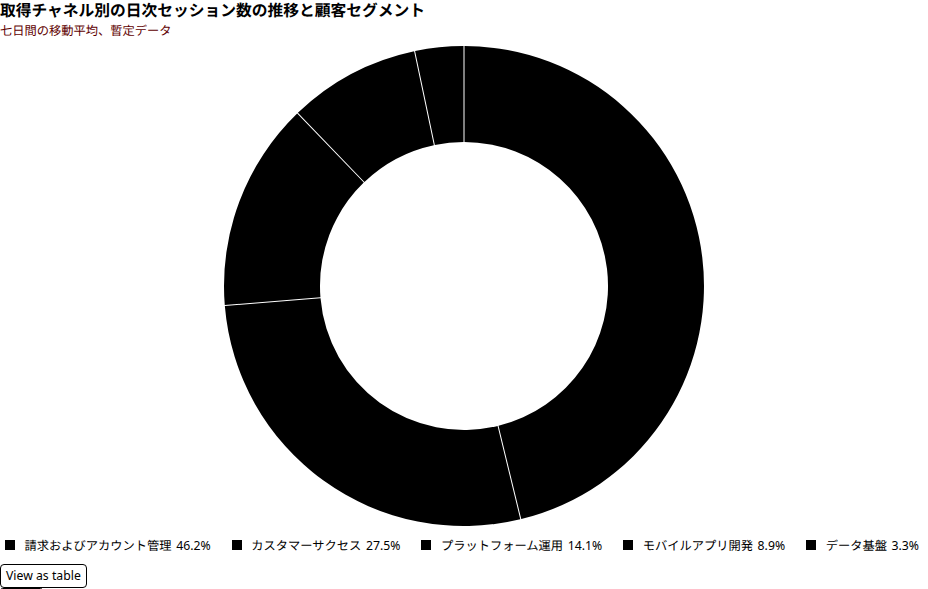 取得チャネル別の日次セッション数の推移と顧客セグメント
七日間の移動平均、暫定データ
請求およびアカウント管理 46.2% カスタマーサクセス 27.5% プラットフォーム運用 14.1% モバイルアプリ開発 8.9% データ基盤 3.3%
View as table